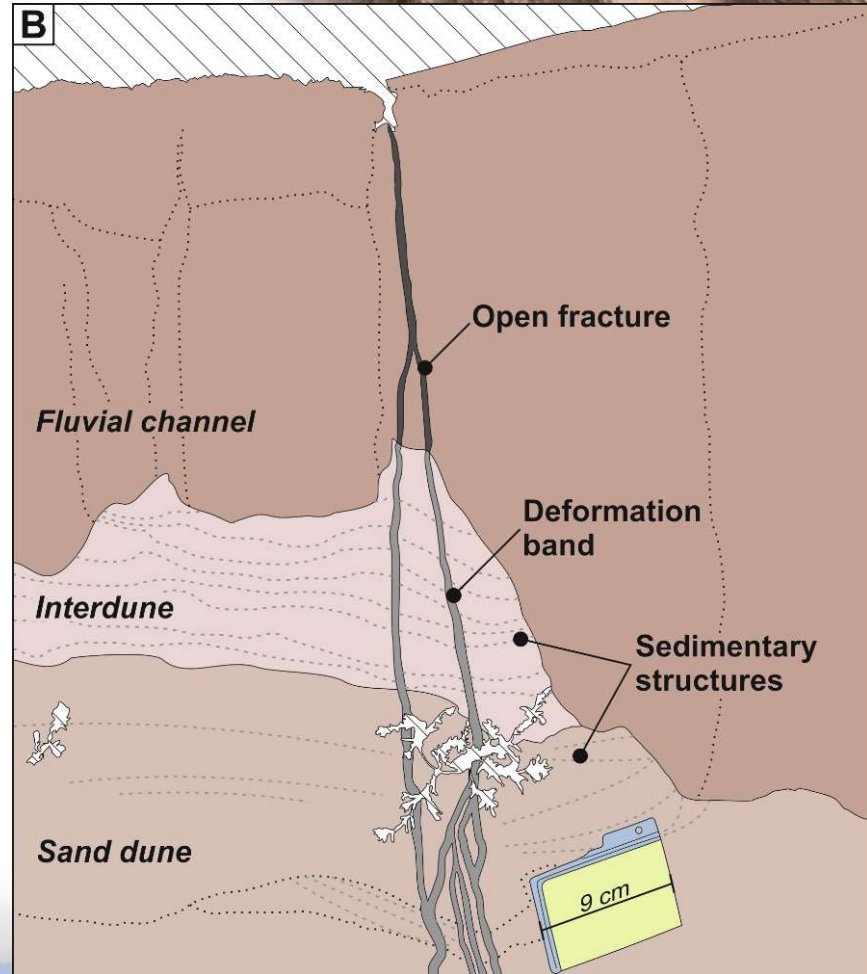 B
Open fracture
Fluvial channel
Deformation
band
Interdune
Sedimentary
structures
Sand dune
9 cm